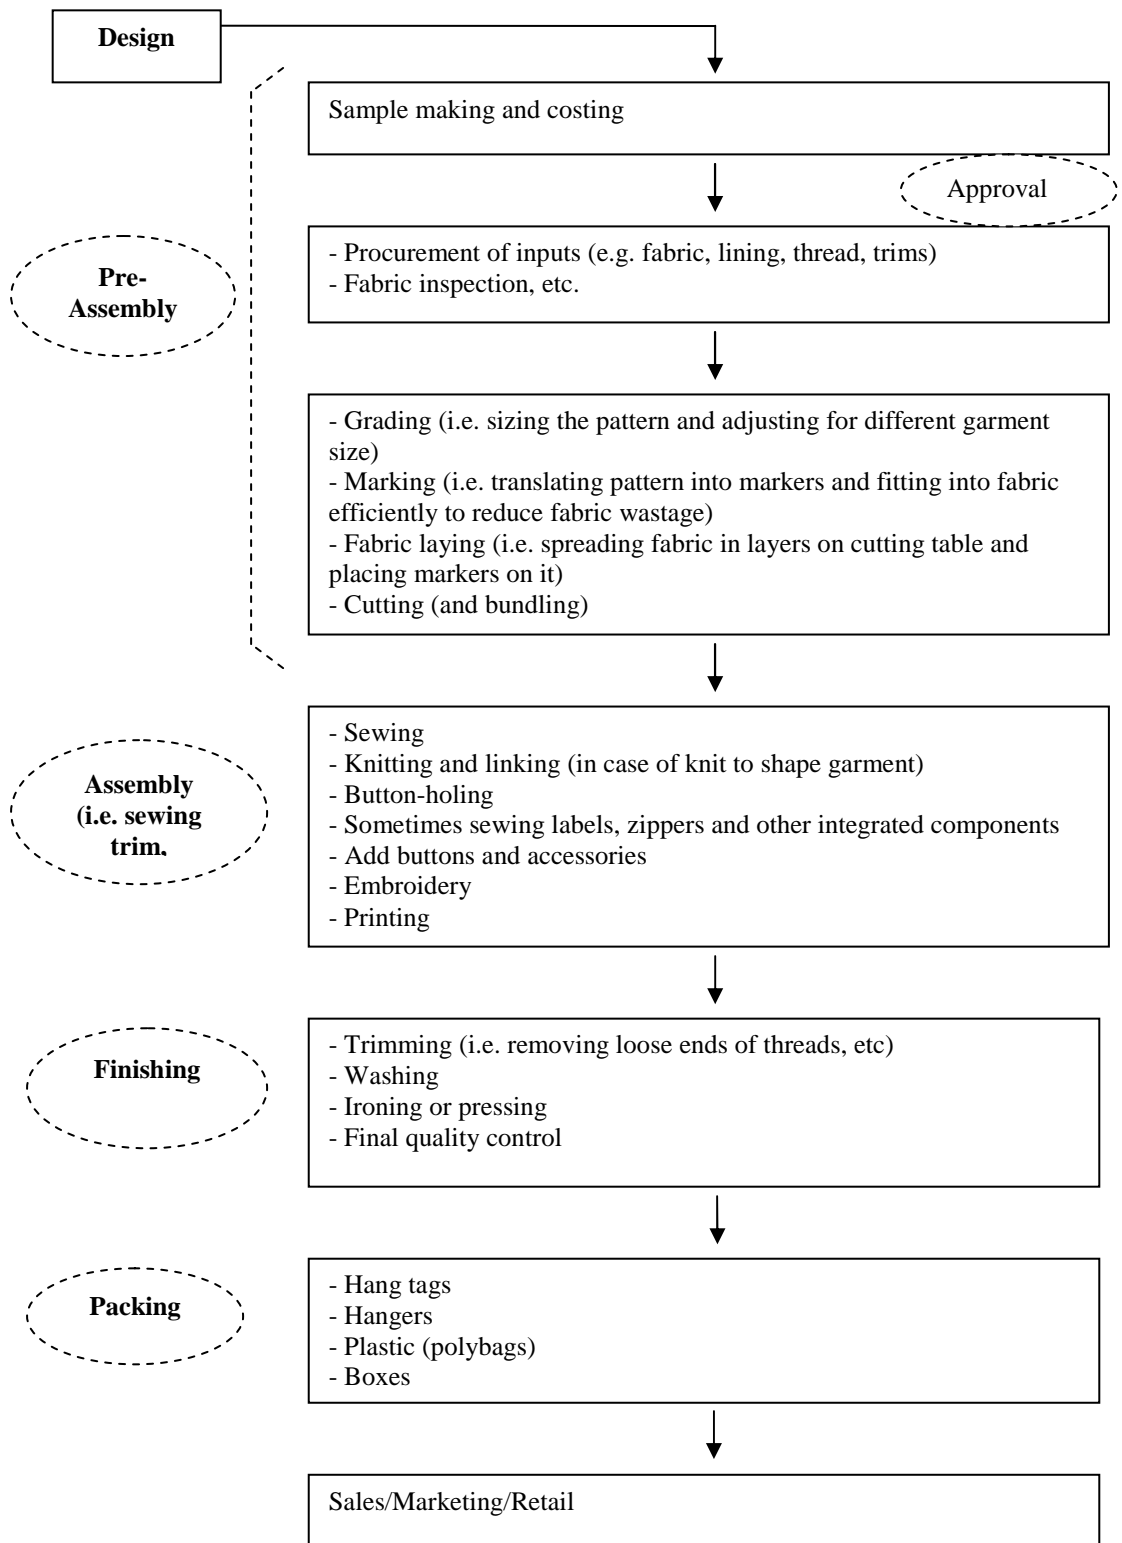 Design
Sample making and costing
Approval
- Procurement of inputs (e.g. fabric, lining, thread, trims)
- Fabric inspection, etc.
Pre-
Assembly
- Grading (i.e. sizing the pattern and adjusting for different garment
size)
- Marking (i.e. translating pattern into markers and fitting into fabric
efficiently to reduce fabric wastage)
- Fabric laying (i.e. spreading fabric in layers on cutting table and
placing markers on it)
- Cutting (and bundling)
Assembly
(i.e. sewing
trim,
- Sewing
- Knitting and linking (in case of knit to shape garment)
- Button-holing
- Sometimes sewing labels, zippers and other integrated components
- Add buttons and accessories
- Embroidery
- Printing
Finishing
- Trimming (i.e. removing loose ends of threads, etc)
- Washing
- Ironing or pressing
- Final quality control
Packing
- Hang tags
- Hangers
- Plastic (polybags)
- Boxes
Sales/Marketing/Retail